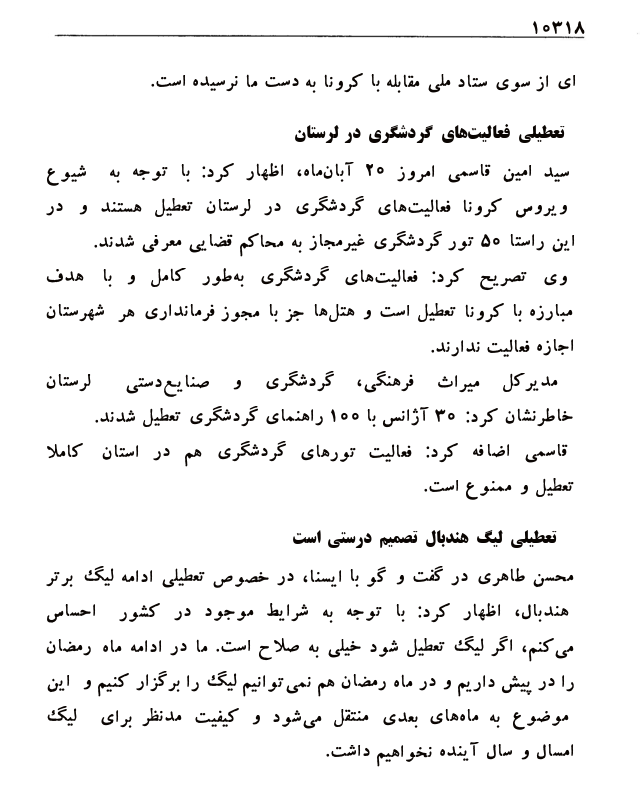 ۱۰۳۱۸
ای از سوی ستاد ملی مقابله با کرونا به دست ما نرسیده است.
تعطیلی فعالیت‌های گردشگری در لرستان
سید امین قاسمی امروز ۲۰ آبان‌ماه، اظهار کرد: با توجه به شیوع
ویروس کرونا فعالیت‌های گردشگری در لرستان تعطیل هستند و در
این راستا ۵۰ تور گردشگری غیرمجاز به محاکم قضایی معرفی شدند.
وی تصریح کرد: فعالیت‌های گردشگری به‌طور کامل و با هدف
مبارزه با کرونا تعطیل است و هتل‌ها جز با مجوز فرمانداری هر شهرستان
اجازه فعالیت ندارند.
مدیرکل میراث فرهنگی، گردشگری و صنایع‌دستی لرستان
خاطرنشان کرد: ۳۰ آژانس با ۱۰۰ راهنمای گردشگری تعطیل شدند.
قاسمی اضافه کرد: فعالیت تورهای گردشگری هم در استان کاملا
تعطیل و ممنوع است.
تعطیلی لیگ هندبال تصمیم درستی است
محسن طاهری در گفت و گو با ایسنا، در خصوص تعطیلی ادامه لیگ برتر
هندبال، اظهار کرد: با توجه به شرایط موجود در کشور احساس
می‌کنم، اگر لیگ تعطیل شود خیلی به صلاح است. ما در ادامه ماه رمضان
را در پیش داریم و در ماه رمضان هم نمی‌توانیم لیگ را برگزار کنیم و این
موضوع به ماه‌های بعدی منتقل می‌شود و کیفیت مدنظر برای لیگ
امسال و سال آینده نخواهیم داشت.